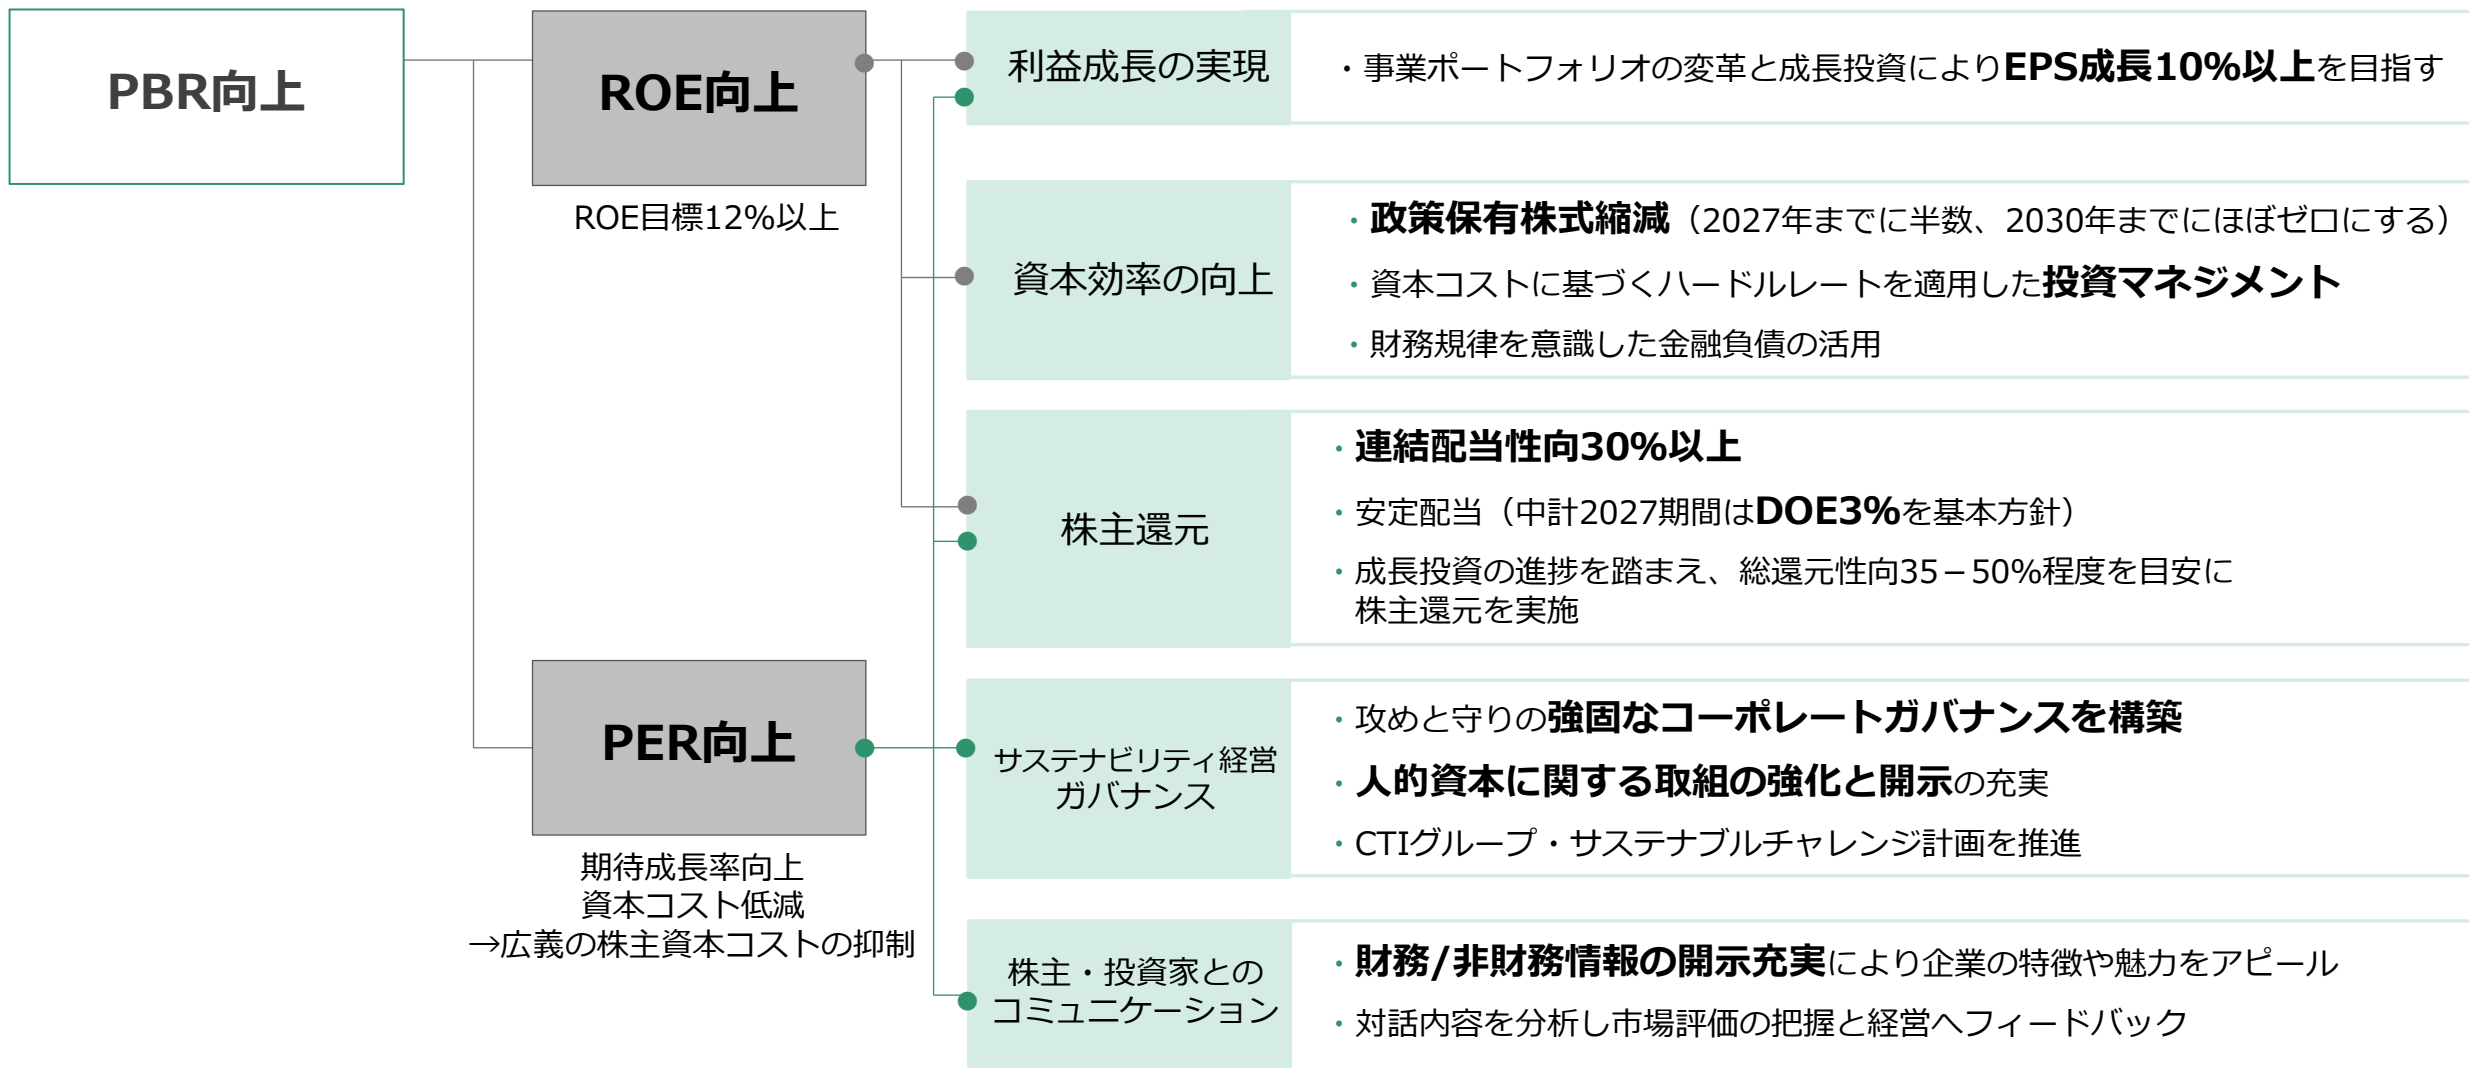 PBR向上
ROE向上
ROE目標12%以上
利益成長の実現
・事業ポートフォリオの変革と成長投資によりEPS成長10%以上を目指す
資本効率の向上
・政策保有株式縮減（2027年までに半数、2030年までにほぼゼロにする）
・資本コストに基づくハードルレートを適用した投資マネジメント
・財務規律を意識した金融負債の活用
株主還元
・連結配当性向30%以上
・安定配当（中計2027期間はDOE3%を基本方針）
・成長投資の進捗を踏まえ、総還元性向35－50%程度を目安に
株主還元を実施
PER向上
期待成長率向上
資本コスト低減
→広義の株主資本コストの抑制
サステナビリティ経営
ガバナンス
・攻めと守りの強固なコーポレートガバナンスを構築
・人的資本に関する取組の強化と開示の充実
・CTIグループ・サステナブルチャレンジ計画を推進
株主・投資家との
コミュニケーション
・財務/非財務情報の開示充実により企業の特徴や魅力をアピール
・対話内容を分析し市場評価の把握と経営へフィードバック